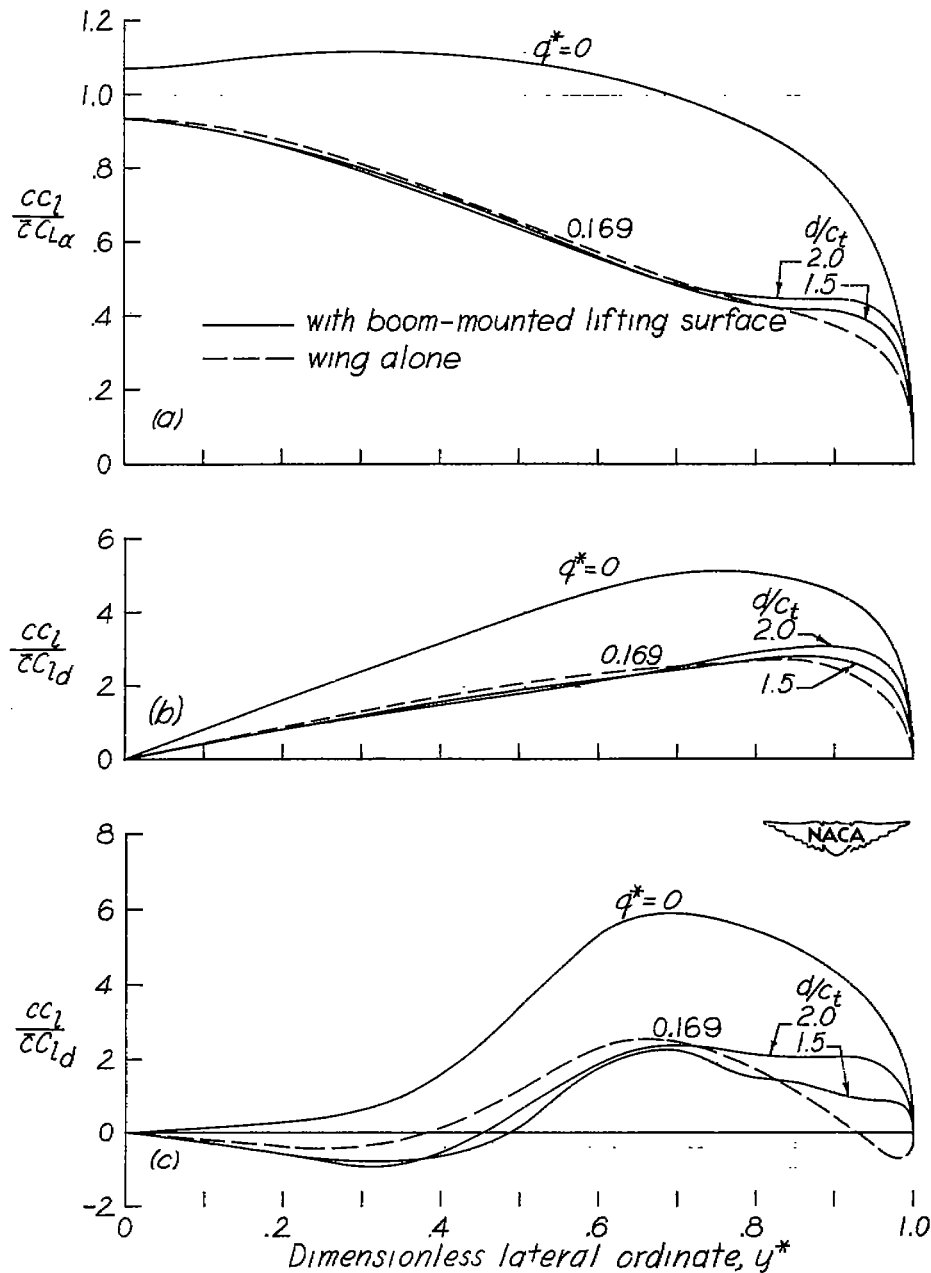 1.2
1.0
.8
.6
.4
.2
0
cc_l
c̄C_Lα
q*=0
0.169
d/c_t
2.0
1.5
with boom-mounted lifting surface
wing alone
(a)
6
4
2
0
cc_l
c̄C_ld
q*=0
0.169
d/c_t
2.0
1.5
(b)
8
6
4
2
0
-2
cc_l
c̄C_ld
NACA
q*=0
0.169
d/c_t
2.0
1.5
(c)
0 .2 .4 .6 .8 1.0
Dimensionless lateral ordinate, y*